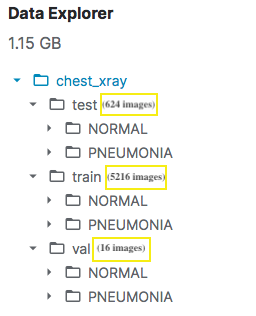 Data Explorer
1.15 GB
chest_xray
test (624 images)
NORMAL
PNEUMONIA
train (5216 images)
NORMAL
PNEUMONIA
val (16 images)
NORMAL
PNEUMONIA